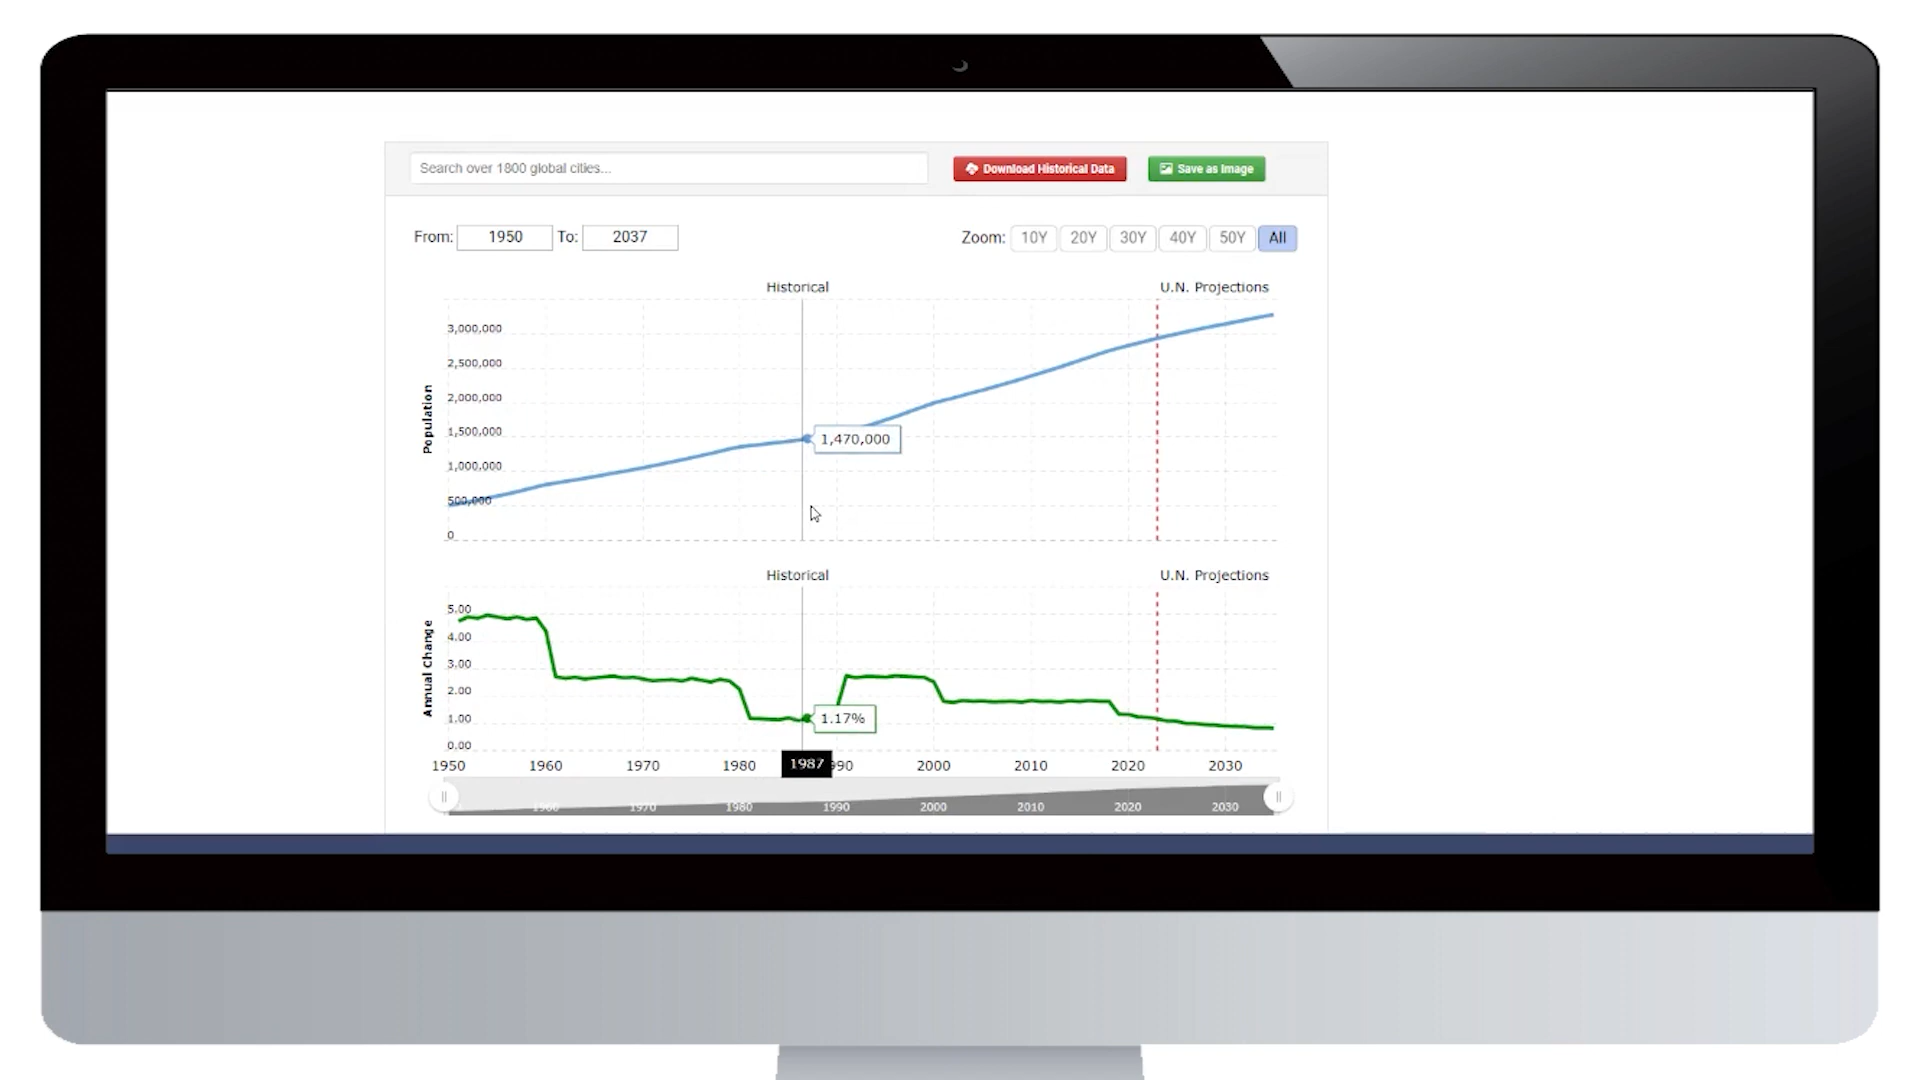 Search over 1800 global cities...
Download Historical Data
Save as Image
From: 1950 To: 2037
Zoom: 10Y 20Y 30Y 40Y 50Y All
Historical
U.N. Projections
Population
3,000,000
2,500,000
2,000,000
1,500,000
1,000,000
500,000
0
1,470,000
Historical
U.N. Projections
Annual Change
5.00
4.00
3.00
2.00
1.00
0.00
1.17%
1950 1960 1970 1980 1987 990 2000 2010 2020 2030
1960 1970 1980 1990 2000 2010 2020 2030